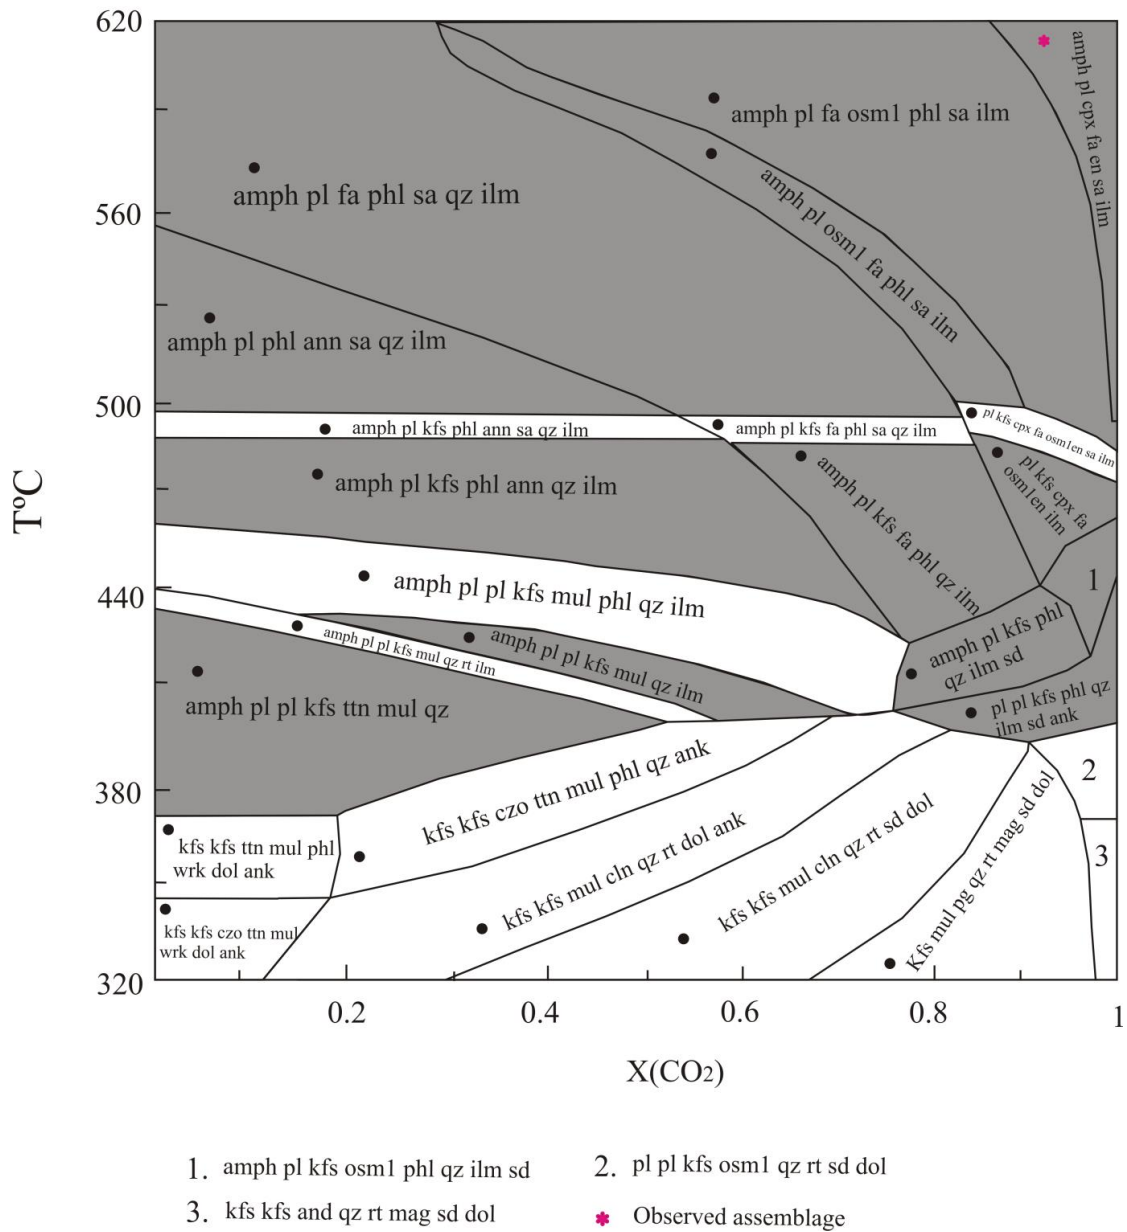 620
amph pl cpx fa en sa ilm
amph pl fa osm1 phl sa ilm
amph pl osm1 fa phl sa ilm
amph pl fa phl sa qz ilm
560
amph pl phl ann sa qz ilm
500
amph pl kfs phl ann sa qz ilm
amph pl kfs fa phl sa qz ilm
pl kfs cpx fa osm1en sa ilm
amph pl kfs phl ann qz ilm
amph pl kfs fa phl qz ilm
pl kfs cpx fa
osm1en ilm
T°C
440
amph pl pl kfs mul phl qz ilm
1
amph pl pl kfs mul qz rt ilm
amph pl pl kfs mul qz ilm
amph pl kfs phl
qz ilm sd
amph pl pl kfs ttn mul qz
pl pl kfs phl qz
ilm sd ank
380
kfs kfs czo ttn mul phl qz ank
2
kfs kfs ttn mul phl
wrk dol ank
kfs kfs mul cln qz rt dol ank
kfs kfs mul cln qz rt sd dol
Kfs mul pg qz rt mag sd dol
3
kfs kfs czo ttn mul
wrk dol ank
320
0.2 0.4 0.6 0.8 1
X(CO2)
1. amph pl kfs osm1 phl qz ilm sd
2. pl pl kfs osm1 qz rt sd dol
3. kfs kfs and qz rt mag sd dol
* Observed assemblage